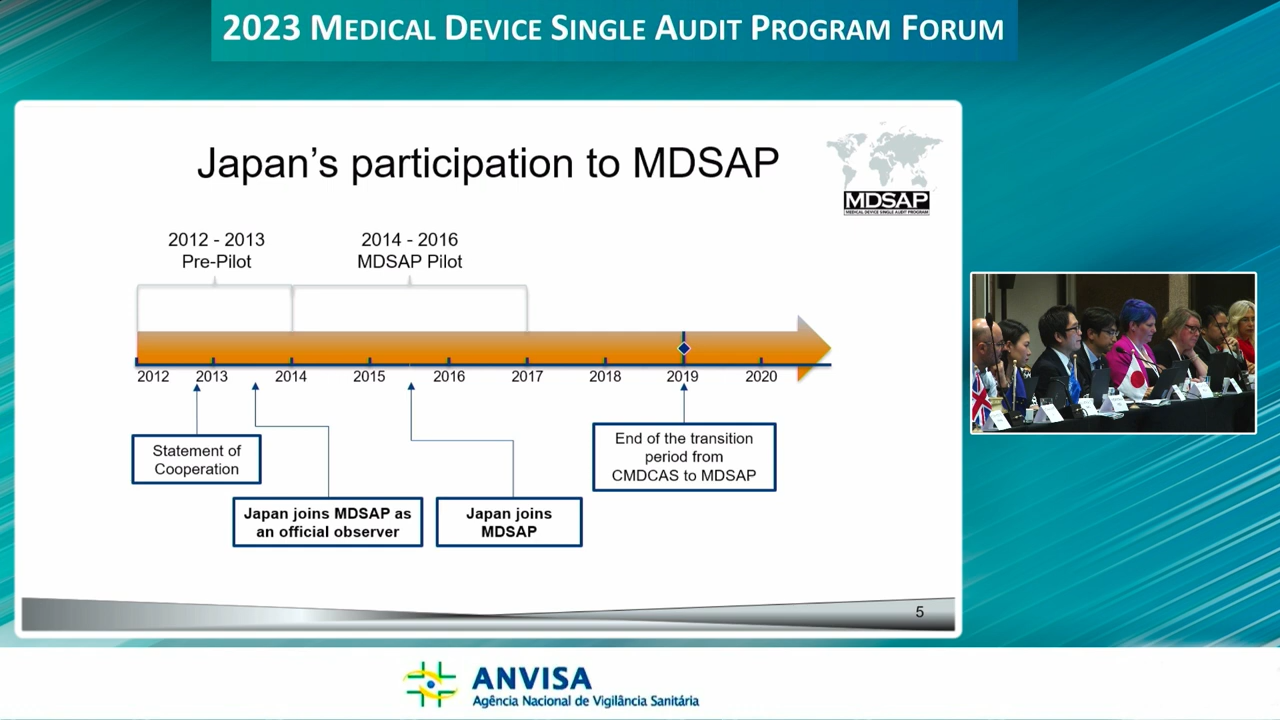 2023 MEDICAL DEVICE SINGLE AUDIT PROGRAM FORUM
Japan's participation to MDSAP
MDSAP
MEDICAL DEVICE SINGLE AUDIT PROGRAM
2012 - 2013
Pre-Pilot
2014 - 2016
MDSAP Pilot
2012 2013 2014 2015 2016 2017 2018 2019 2020
Statement of
Cooperation
Japan joins MDSAP as
an official observer
Japan joins
MDSAP
End of the transition
period from
CMDCAS to MDSAP
5
ANVISA
Agência Nacional de Vigilância Sanitária